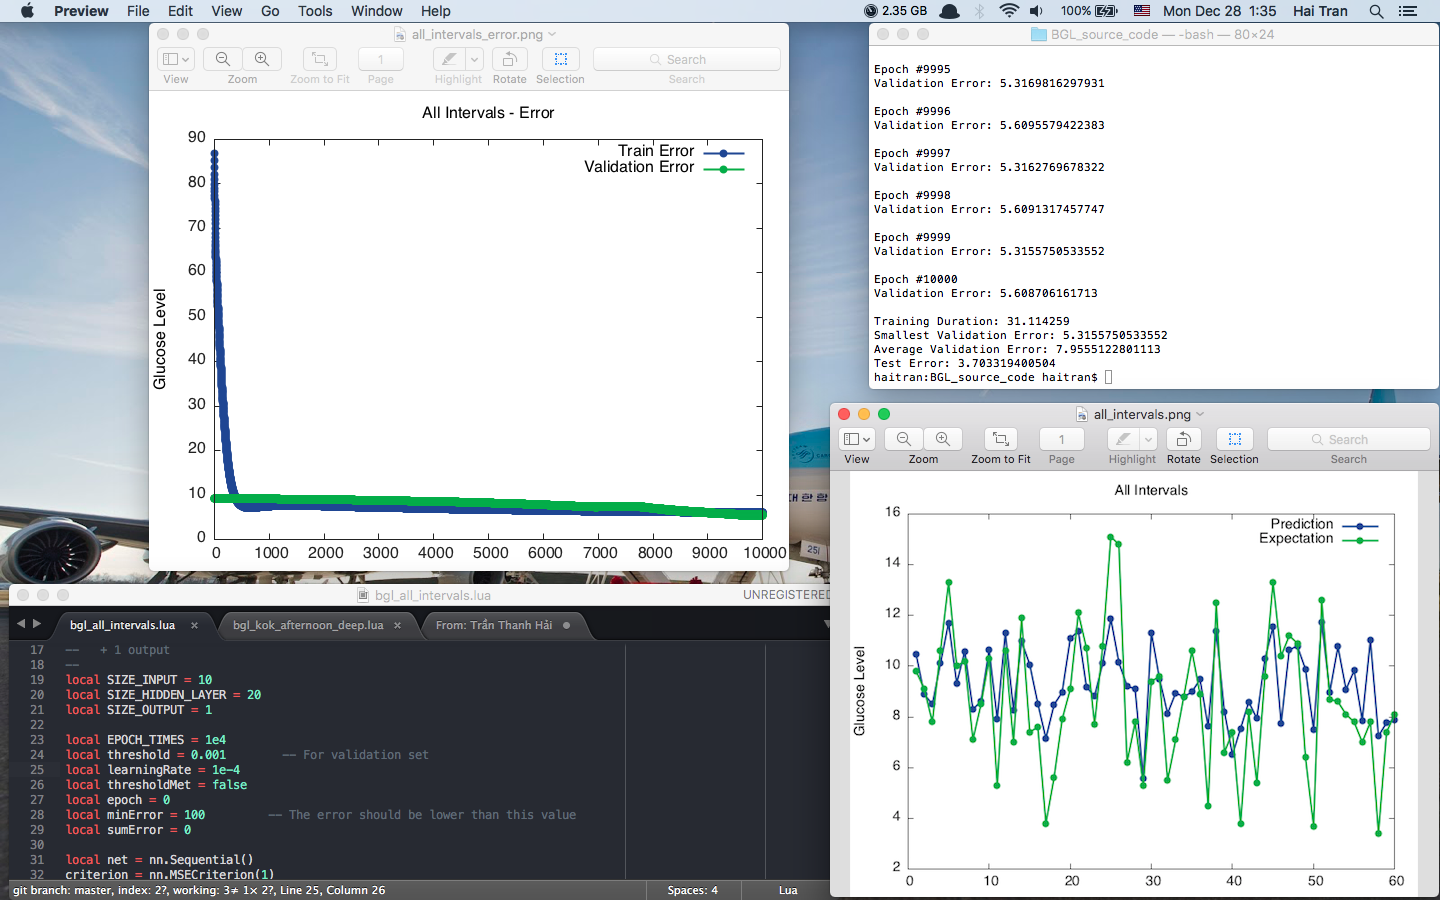 Preview File Edit View Go Tools Window Help 2.35 GB 100% Mon Dec 28 1:35 Hai Tran
all_intervals_error.png
1 Search
View Zoom Zoom to Fit Page Highlight Rotate Selection Search
All Intervals - Error
Train Error
Validation Error
Glucose Level
90
80
70
60
50
40
30
20
10
0
0 1000 2000 3000 4000 5000 6000 7000 8000 9000 10000
BGL_source_code — -bash — 80×24
Epoch #9995
Validation Error: 5.3169816297931
Epoch #9996
Validation Error: 5.6095579422383
Epoch #9997
Validation Error: 5.3162769678322
Epoch #9998
Validation Error: 5.6091317457747
Epoch #9999
Validation Error: 5.3155750533552
Epoch #10000
Validation Error: 5.608706161713
Training Duration: 31.114259
Smallest Validation Error: 5.3155750533552
Average Validation Error: 7.9555122801113
Test Error: 3.703319400504
haitran:BGL_source_code haitran$
대한항
251
bgl_all_intervals.lua UNREGISTERED
bgl_all_intervals.lua × bgl_kok_afternoon_deep.lua × From: Trần Thanh Hải
17 -- + 1 output
18 --
19 local SIZE_INPUT = 10
20 local SIZE_HIDDEN_LAYER = 20
21 local SIZE_OUTPUT = 1
22
23 local EPOCH_TIMES = 1e4
24 local threshold = 0.001 -- For validation set
25 local learningRate = 1e-4
26 local thresholdMet = false
27 local epoch = 0
28 local minError = 100 -- The error should be lower than this value
29 local sumError = 0
30
31 local net = nn.Sequential()
32 criterion = nn.MSECriterion(1)
git branch: master, index: 2?, working: 3≠ 1× 2?, Line 25, Column 26 Spaces: 4 Lua
all_intervals.png
1 Search
View Zoom Zoom to Fit Page Highlight Rotate Selection Search
All Intervals
Prediction
Expectation
Glucose Level
16
14
12
10
8
6
4
2
0 10 20 30 40 50 60